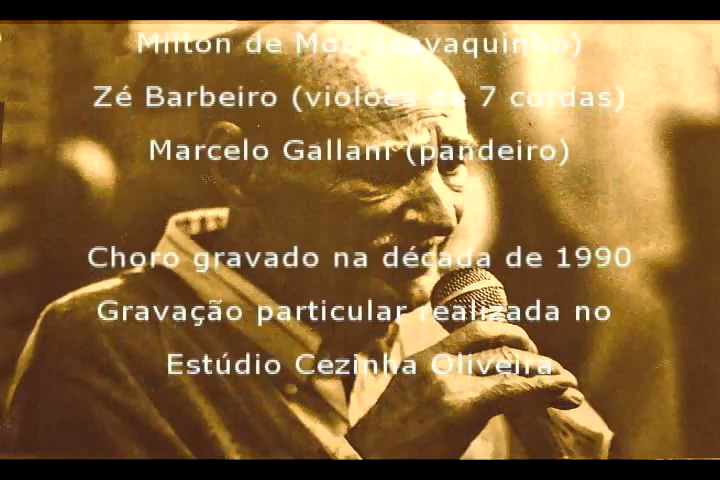 Milton de Mori (cavaquinho)
Zé Barbeiro (violões de 7 cordas)
Marcelo Gallani (pandeiro)
Choro gravado na década de 1990
Gravação particular realizada no
Estúdio Cezinha Oliveira